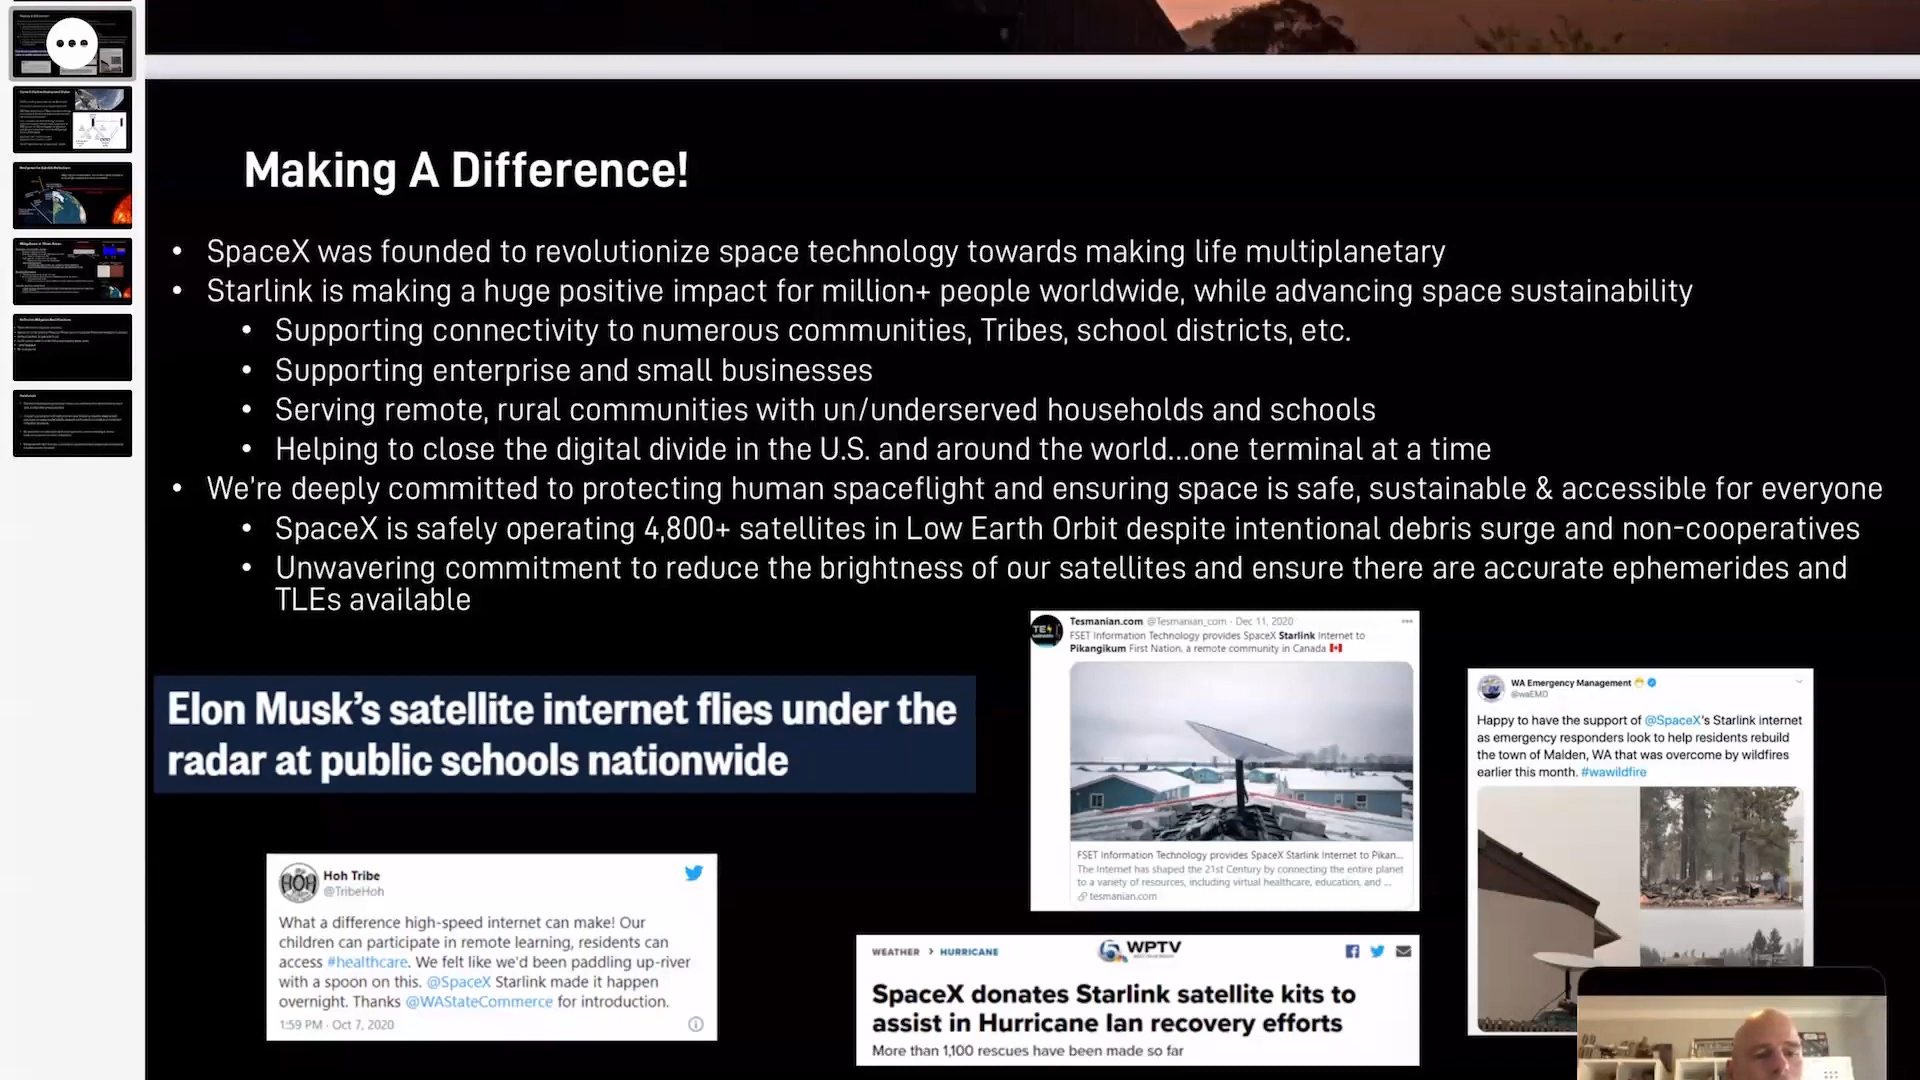 Making A Difference!
• SpaceX was founded to revolutionize space technology towards making life multiplanetary
• Starlink is making a huge positive impact for million+ people worldwide, while advancing space sustainability
• Supporting connectivity to numerous communities, Tribes, school districts, etc.
• Supporting enterprise and small businesses
• Serving remote, rural communities with un/underserved households and schools
• Helping to close the digital divide in the U.S. and around the world...one terminal at a time
• We're deeply committed to protecting human spaceflight and ensuring space is safe, sustainable & accessible for everyone
• SpaceX is safely operating 4,800+ satellites in Low Earth Orbit despite intentional debris surge and non-cooperatives
• Unwavering commitment to reduce the brightness of our satellites and ensure there are accurate ephemerides and
TLEs available
Elon Musk's satellite internet flies under the
radar at public schools nationwide
Hoh Tribe
@TribeHoh
What a difference high-speed internet can make! Our
children can participate in remote learning, residents can
access #healthcare. We felt like we'd been paddling up-river
with a spoon on this. @SpaceX Starlink made it happen
overnight. Thanks @WAStateCommerce for introduction.
1:59 PM · Oct 7, 2020
HOH
TE
Tesmanian.com @Tesmanian_com · Dec 11, 2020
FSET Information Technology provides SpaceX Starlink Internet to
Pikangikum First Nation, a remote community in Canada
FSET Information Technology provides SpaceX Starlink Internet to Pikan...
The Internet has shaped the 21st Century by connecting the entire planet
to a variety of resources, including virtual healthcare, education, and ...
tesmanian.com
WEATHER > HURRICANE
5 WPTV
SpaceX donates Starlink satellite kits to
assist in Hurricane Ian recovery efforts
More than 1,100 rescues have been made so far
WA Emergency Management
@waEMD
Happy to have the support of @SpaceX's Starlink internet
as emergency responders look to help residents rebuild
the town of Malden, WA that was overcome by wildfires
earlier this month. #wawildfire